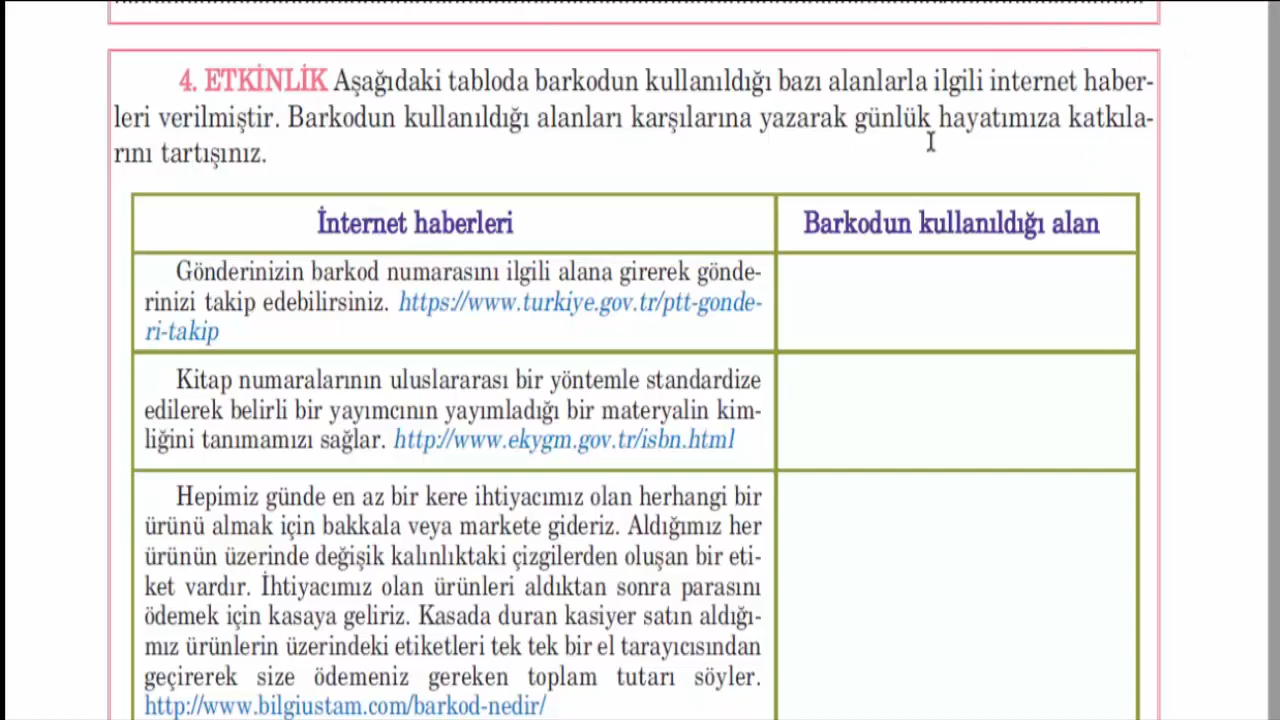 4. ETKİNLİK Aşağıdaki tabloda barkodun kullanıldığı bazı alanlarla ilgili internet haber-
leri verilmiştir. Barkodun kullanıldığı alanları karşılarına yazarak günlük hayatımıza katkıla-
rını tartışınız.
İnternet haberleri
Barkodun kullanıldığı alan
Gönderinizin barkod numarasını ilgili alana girerek gönde-
rinizi takip edebilirsiniz. https://www.turkiye.gov.tr/ptt-gonde-
ri-takip
Kitap numaralarının uluslararası bir yöntemle standardize
edilerek belirli bir yayımcının yayımladığı bir materyalin kim-
liğini tanımamızı sağlar. http://www.ekygm.gov.tr/isbn.html
Hepimiz günde en az bir kere ihtiyacımız olan herhangi bir
ürünü almak için bakkala veya markete gideriz. Aldığımız her
ürünün üzerinde değişik kalınlıktaki çizgilerden oluşan bir eti-
ket vardır. İhtiyacımız olan ürünleri aldıktan sonra parasını
ödemek için kasaya geliriz. Kasada duran kasiyer satın aldığı-
mız ürünlerin üzerindeki etiketleri tek tek bir el tarayıcısından
geçirerek size ödemeniz gereken toplam tutarı söyler.
http://www.bilgiustam.com/barkod-nedir/